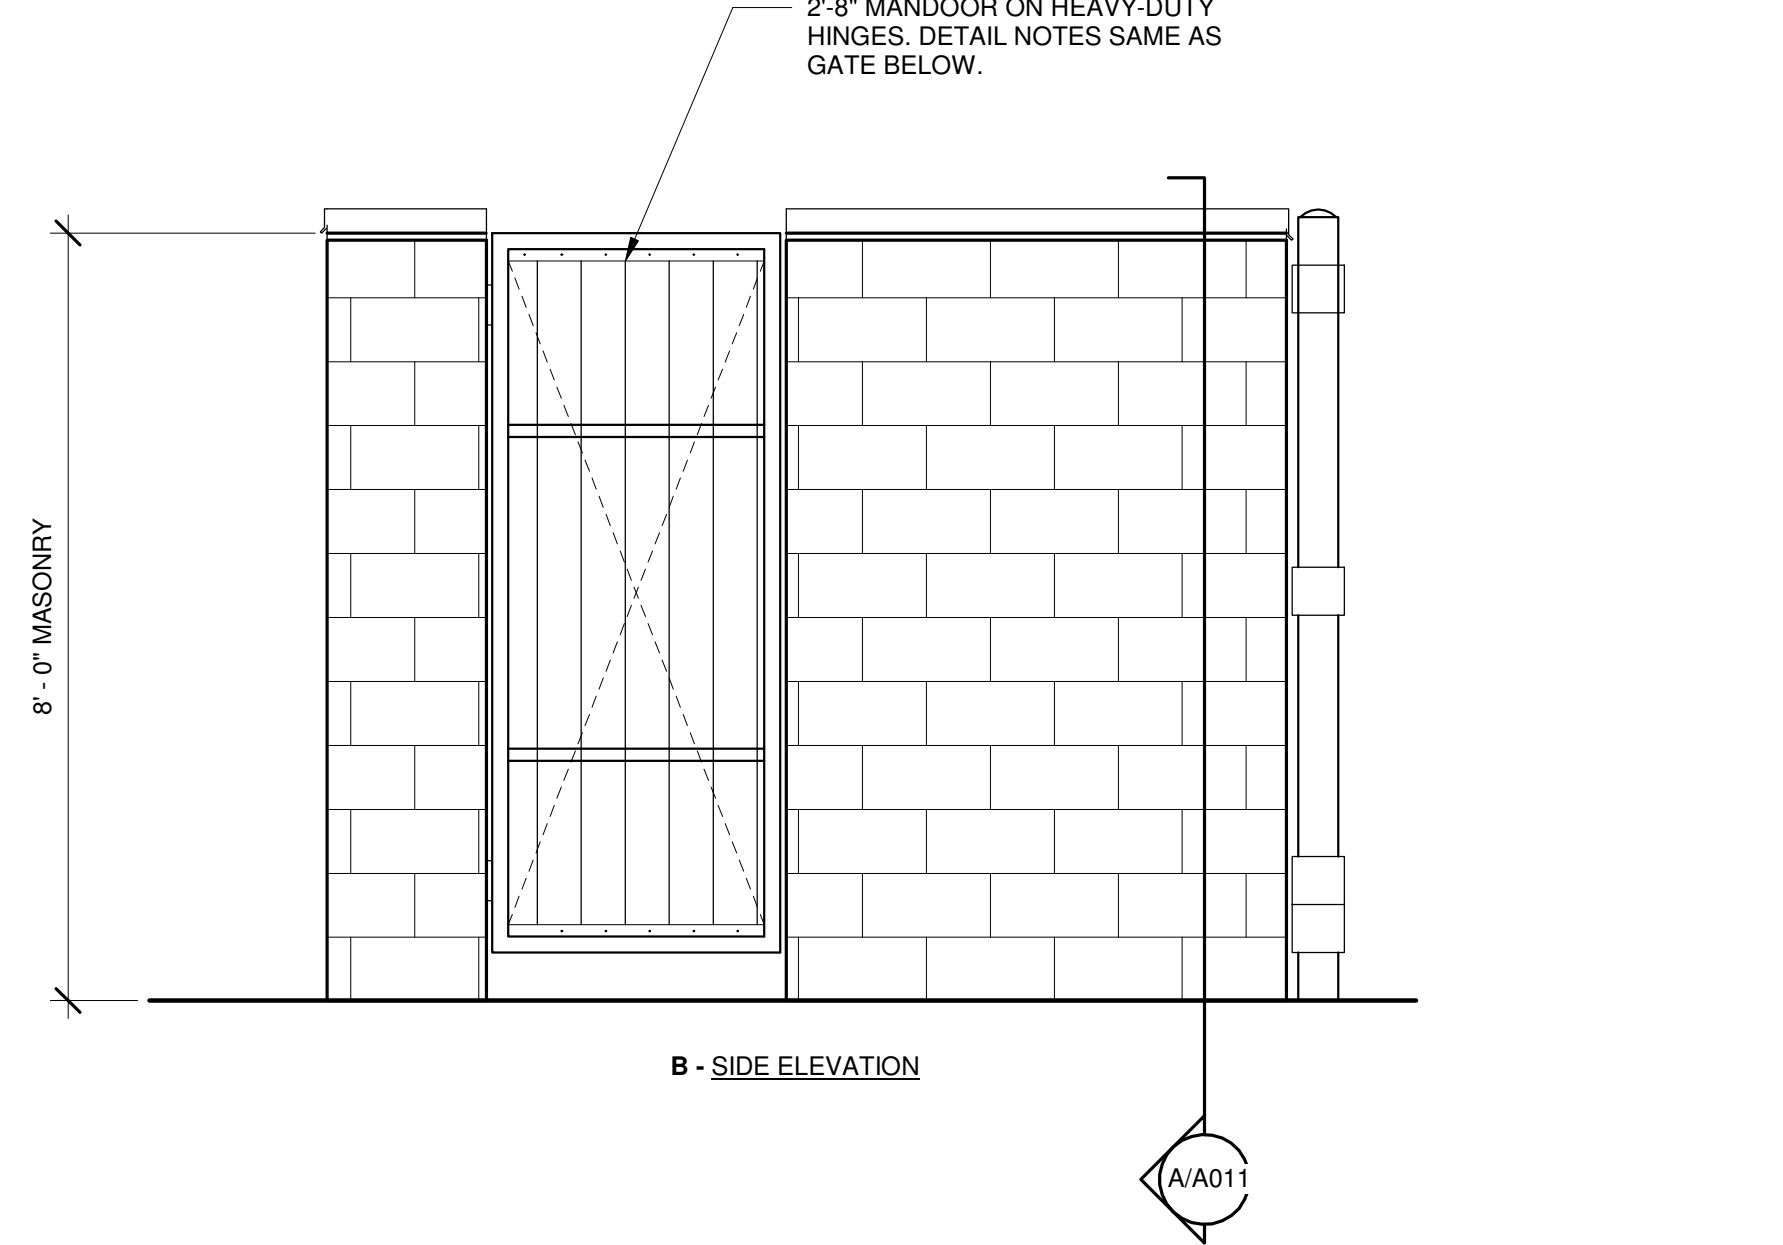 2'-8" MANDOOR ON HEAVY-DUTY
HINGES. DETAIL NOTES SAME AS
GATE BELOW.
8' - 0" MASONRY
B - SIDE ELEVATION
A/A011